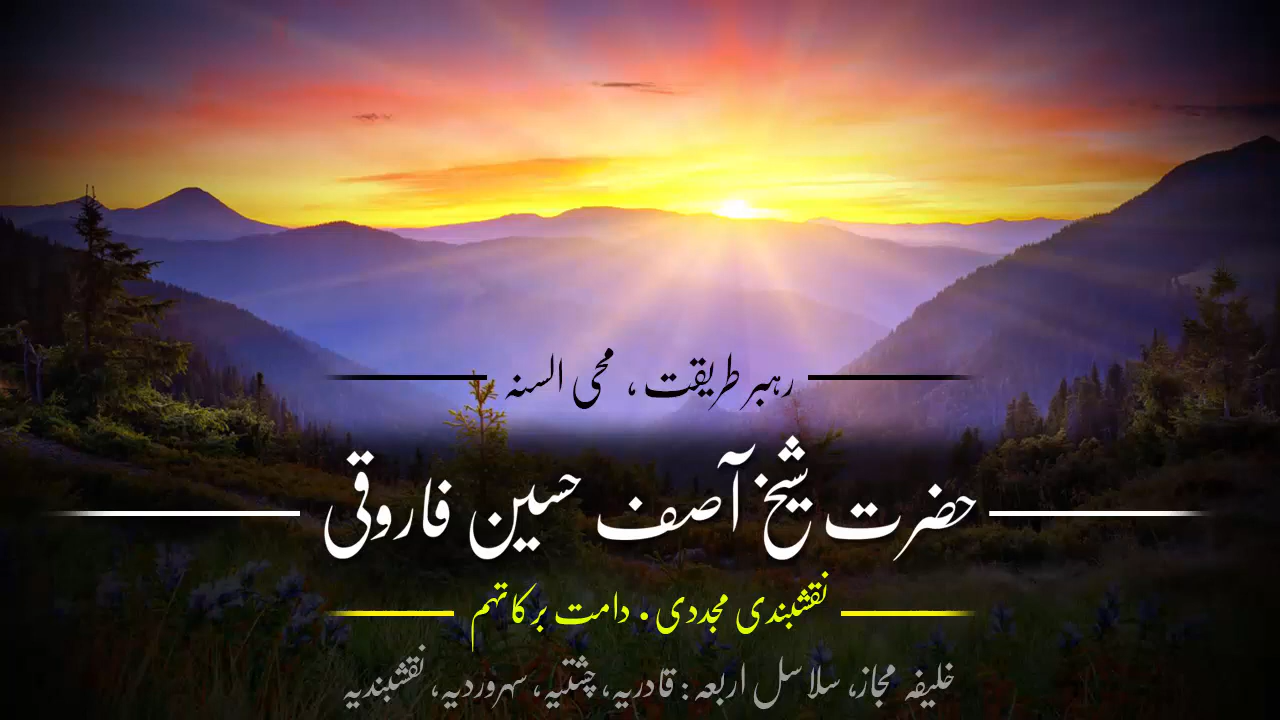 رہبر طریقت، محی السنہ
حضرت شیخ آصف حسین فاروقی
نقشبندی مجددی۔ دامت برکاتہم
خلیفہ مجاز، سلاسل اربعہ: قادریہ، چشتیہ، سہروردیہ، نقشبندیہ